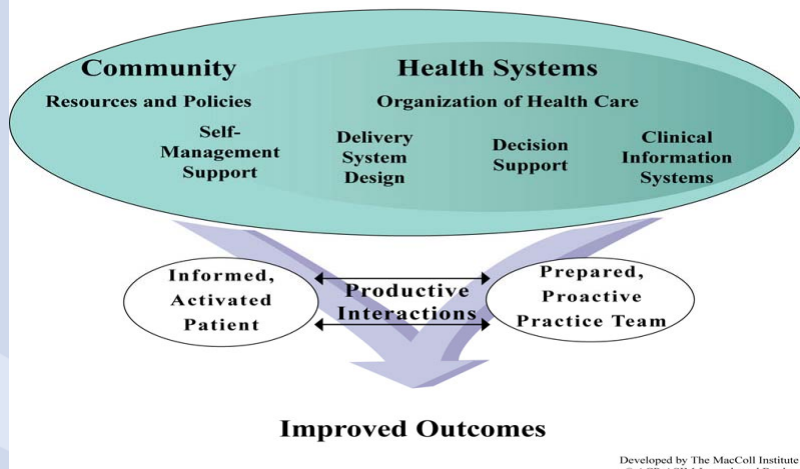 Community
Health Systems
Resources and Policies
Organization of Health Care
Self-
Management
Support
Delivery
System
Design
Decision
Support
Clinical
Information
Systems
Informed,
Activated
Patient
Productive
Interactions
Prepared,
Proactive
Practice Team
Improved Outcomes
Developed by The MacColl Institute